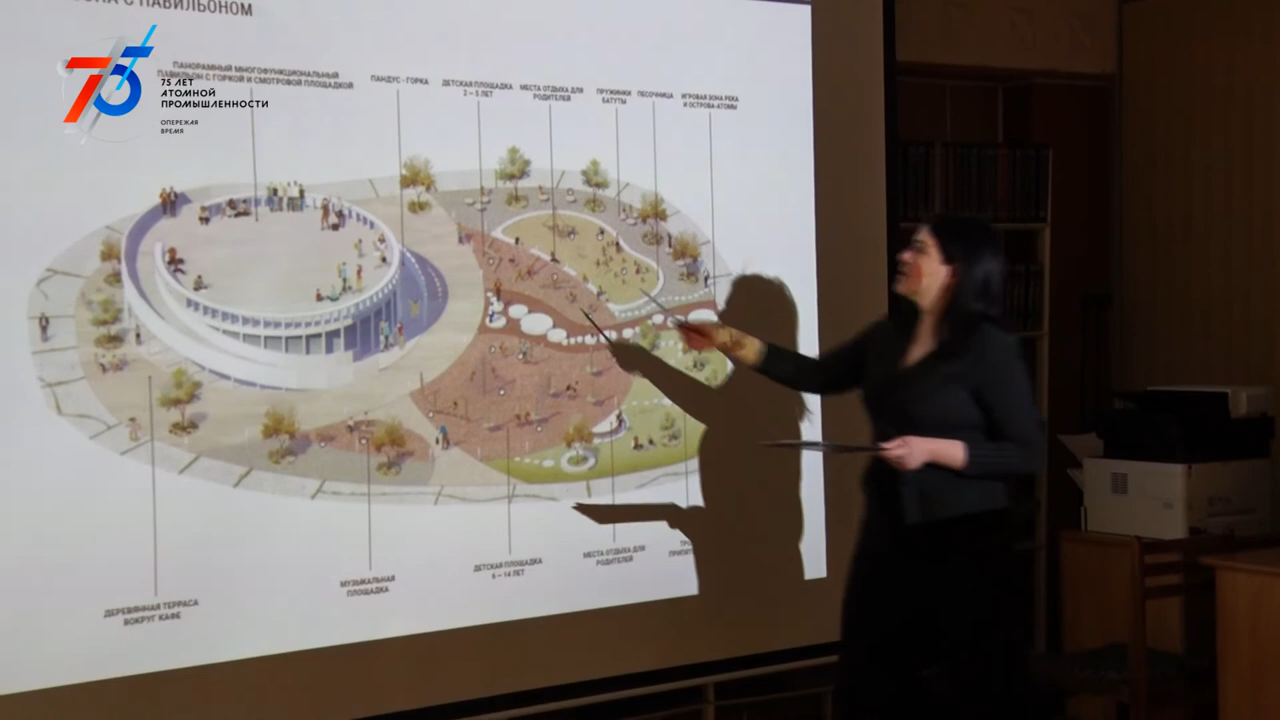 С ПАВИЛЬОНОМ
75
75 ЛЕТ
АТОМНОЙ
ПРОМЫШЛЕННОСТИ
ОПЕРЕЖАЯ
ВРЕМЯ
ПАНОРАМНЫЙ МНОГОФУНКЦИОНАЛЬНЫЙ
ПАВИЛЬОН С ГОРКОЙ И СМОТРОВОЙ ПЛОЩАДКОЙ
ПАНДУС - ГОРКА
ДЕТСКАЯ ПЛОЩАДКА
2 – 5 ЛЕТ
МЕСТА ОТДЫХА ДЛЯ
РОДИТЕЛЕЙ
ПРУЖИНКИ
БАТУТЫ
ПЕСОЧНИЦА
ИГРОВАЯ ЗОНА РЕКА
И ОСТРОВА-АТОМЫ
ДЕРЕВЯННАЯ ТЕРРАСА
ВОКРУГ КАФЕ
МУЗЫКАЛЬНАЯ
ПЛОЩАДКА
ДЕТСКАЯ ПЛОЩАДКА
6 – 14 ЛЕТ
МЕСТА ОТДЫХА ДЛЯ
РОДИТЕЛЕЙ